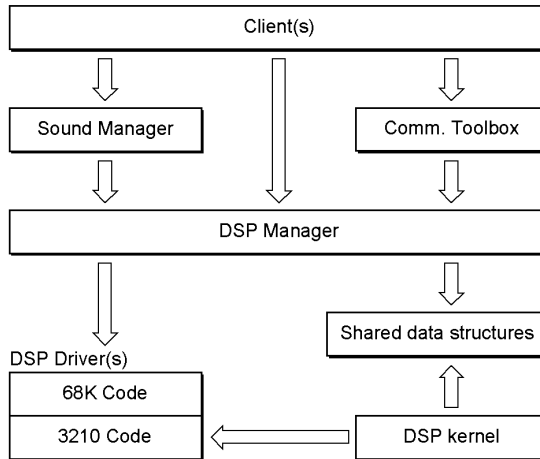 Client(s)
Sound Manager
Comm. Toolbox
DSP Manager
Shared data structures
DSP Driver(s)
68K Code
3210 Code
DSP kernel